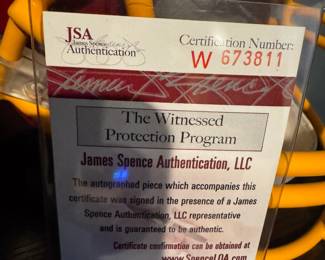 JSA
James Spence
Authentication
Certification Number:
W 673811
James Spence
The Witnessed
Protection Program
James Spence Authentication, LLC
The autographed piece which accompanies this
certificate was signed in the presence of a James
Spence Authentication, LLC representative
and is guaranteed to be authentic.
Certificate confirmation can be obtained at
www.SpenceLOA.com